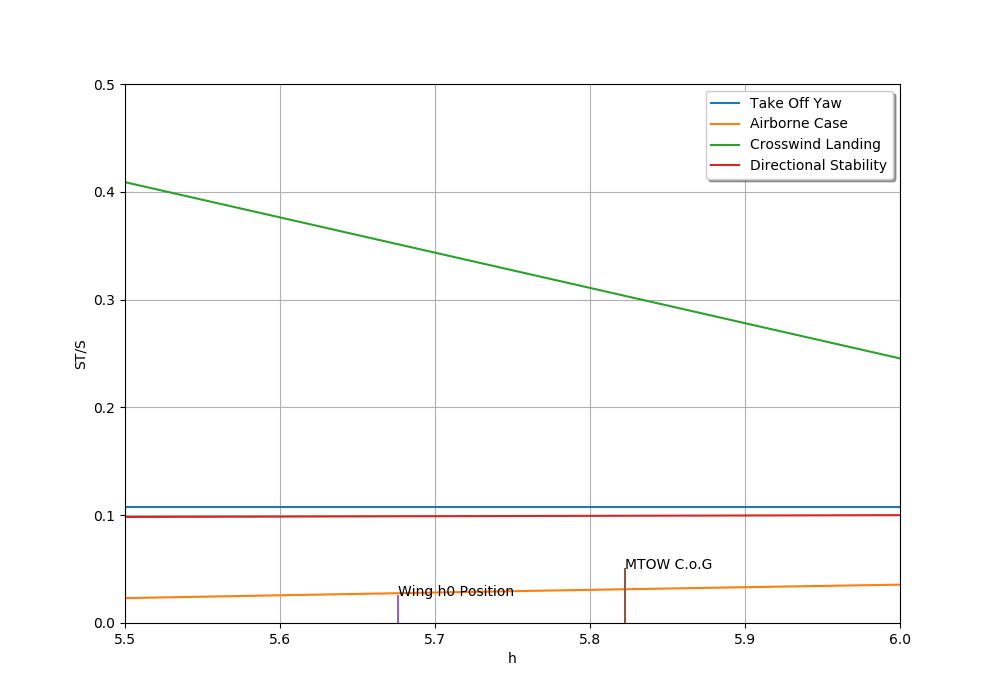 0.5
0.4
0.3
0.2
0.1
0.0
ST/S
Take Off Yaw
Airborne Case
Crosswind Landing
Directional Stability
MTOW C.o.G
Wing h0 Position
5.5 5.6 5.7 5.8 5.9 6.0
h